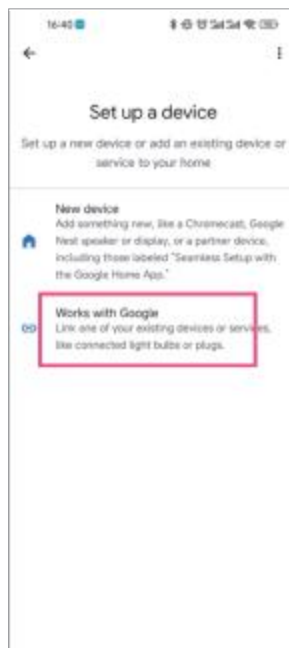 16:40
Set up a device
Set up a new device or add an existing device or
service to your home
New device
Add something new, like a Chromecast, Google
Nest speaker or display, or a partner device,
including those labeled "Seamless Setup with
the Google Home App."
Works with Google
Link one of your existing devices or services,
like connected light bulbs or plugs.